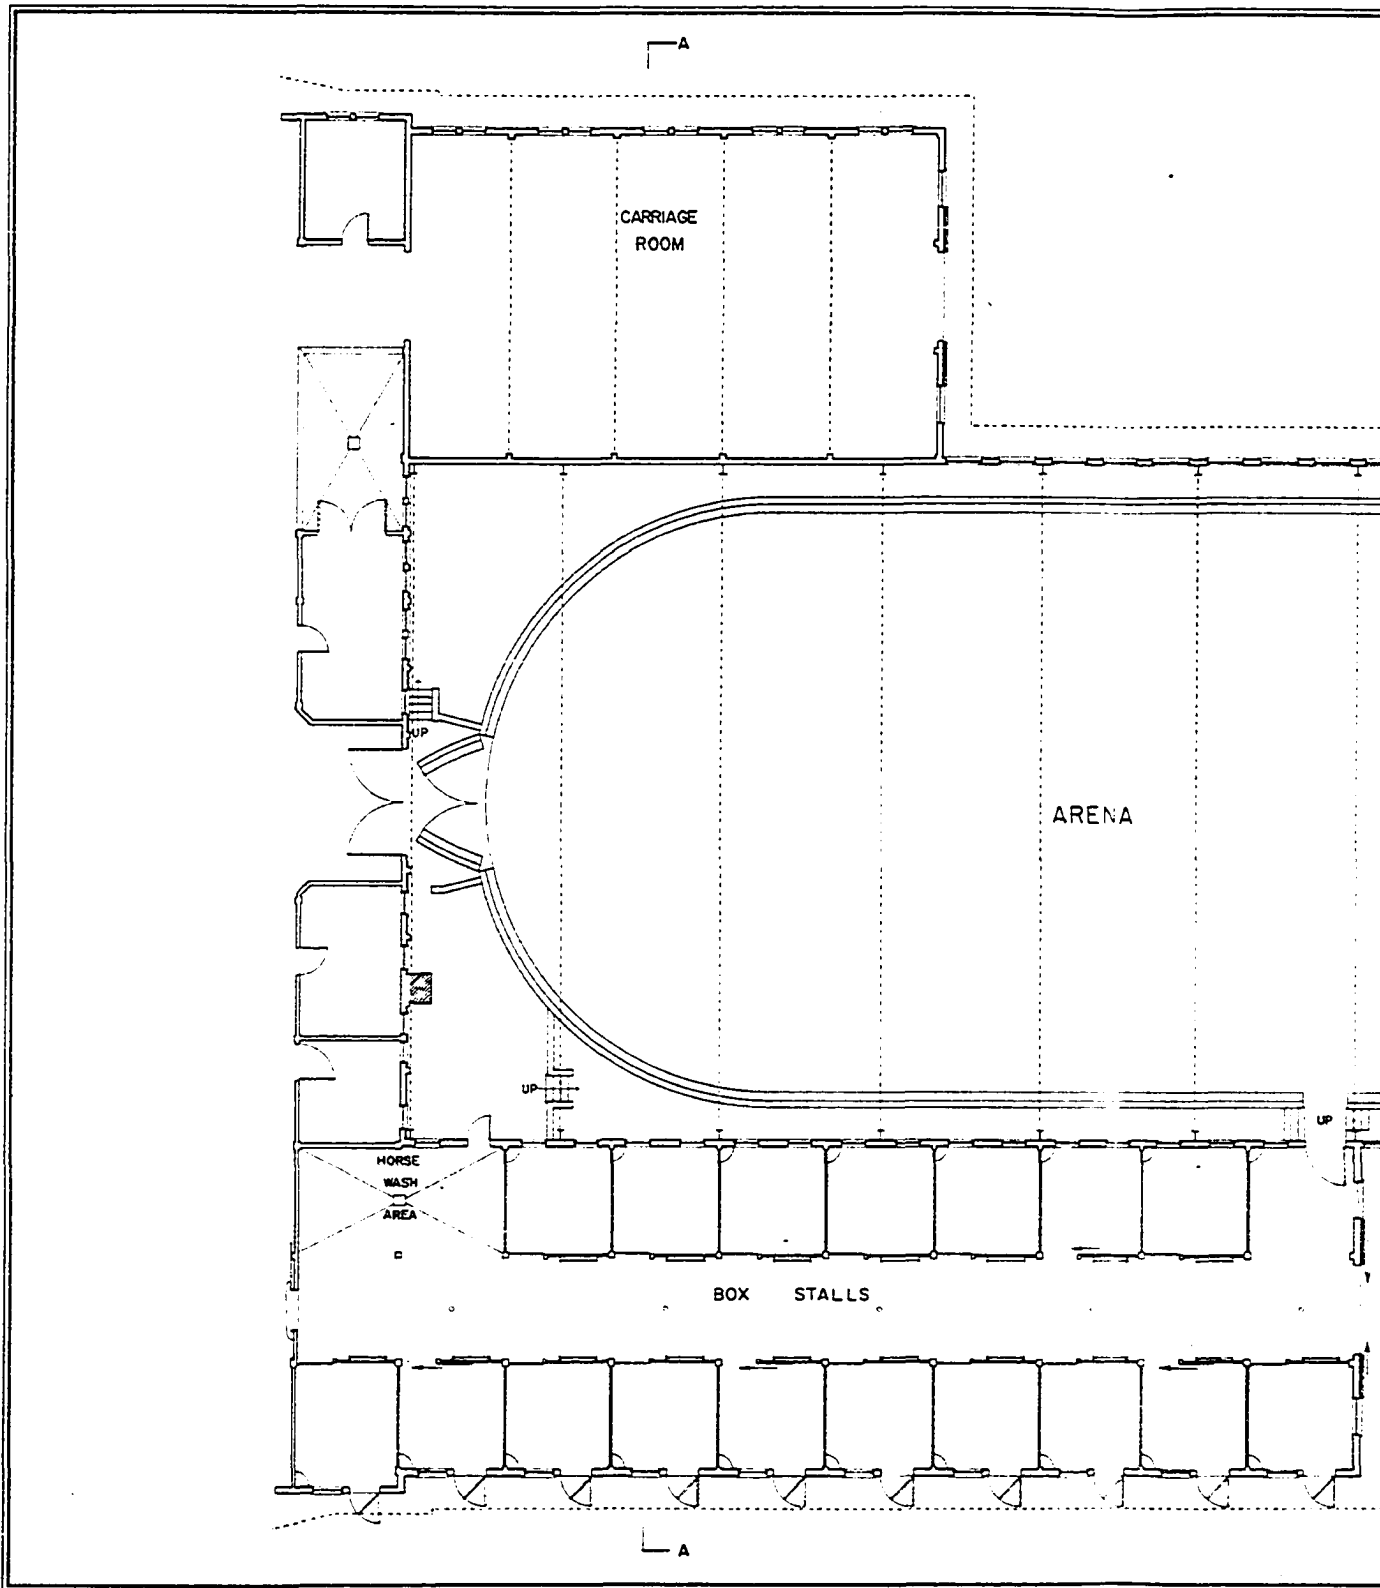 A
CARRIAGE
ROOM
UP
ARENA
UP
UP
HORSE
WASH
AREA
BOX STALLS
A